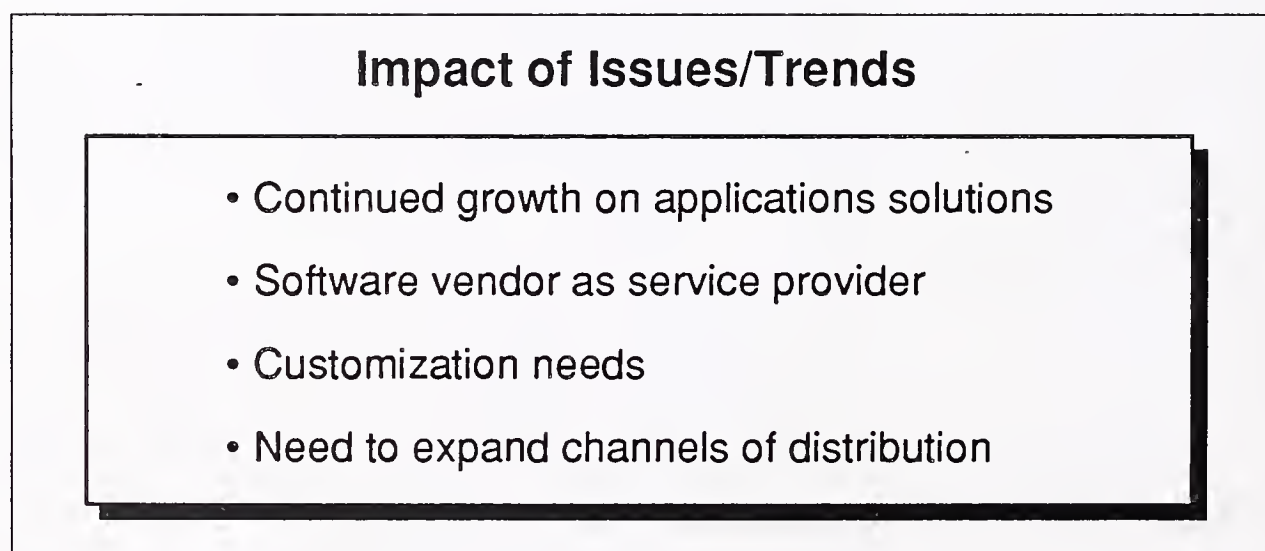 Impact of Issues/Trends
• Continued growth on applications solutions
• Software vendor as service provider
• Customization needs
• Need to expand channels of distribution